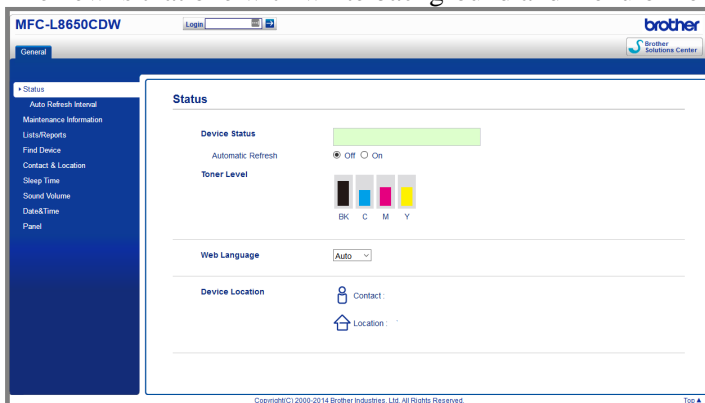 MFC-L8650CDW
Login
brother
General
Brother
Solutions Center
Status
Auto Refresh Interval
Maintenance Information
Lists/Reports
Find Device
Contact & Location
Sleep Time
Sound Volume
Date&Time
Panel
Status
Device Status
Automatic Refresh
Off
On
Toner Level
BK C M Y
Web Language
Auto
Device Location
Contact :
Location :
Copyright(C) 2000-2014 Brother Industries, Ltd. All Rights Reserved.
Top▲